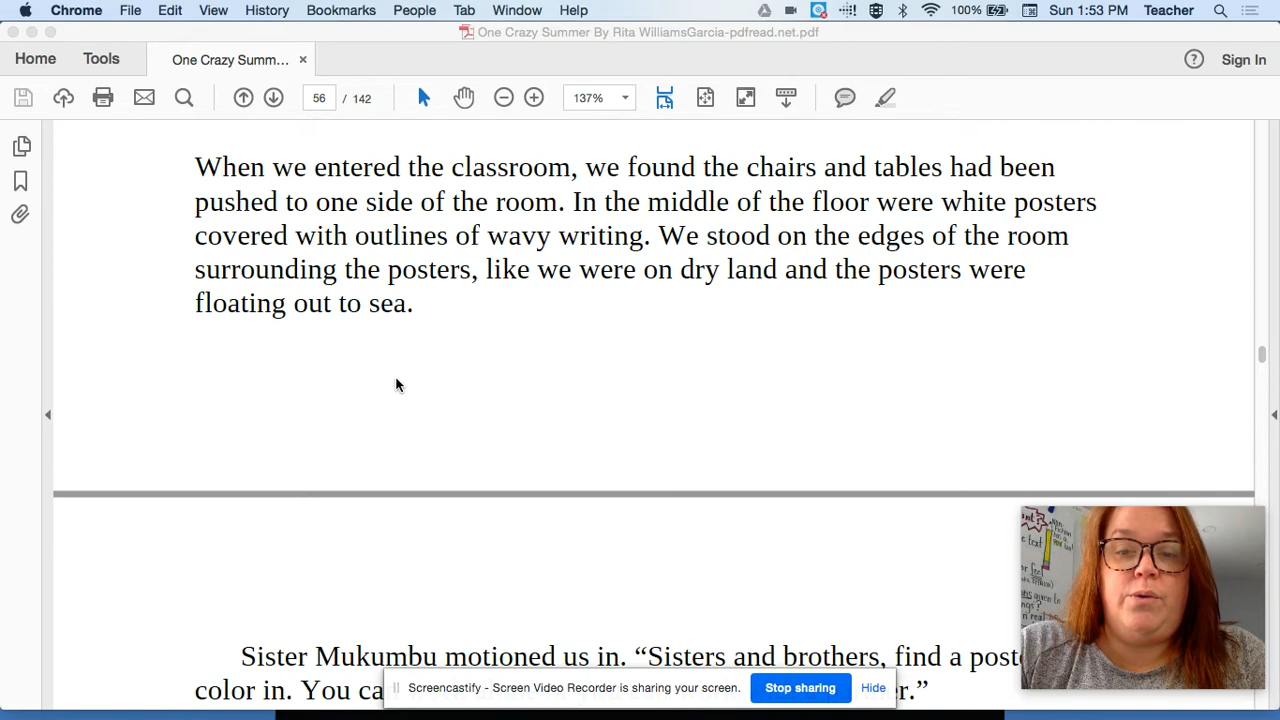 Chrome File Edit View History Bookmarks People Tab Window Help 100% Sun 1:53 PM Teacher
One Crazy Summer By Rita WilliamsGarcia-pdfread.net.pdf
Home Tools One Crazy Summ... × ? Sign In
56 / 142 137%
When we entered the classroom, we found the chairs and tables had been
pushed to one side of the room. In the middle of the floor were white posters
covered with outlines of wavy writing. We stood on the edges of the room
surrounding the posters, like we were on dry land and the posters were
floating out to sea.
Sister Mukumbu motioned us in. “Sisters and brothers, find a
color in. You
Screencastify - Screen Video Recorder is sharing your screen. Stop sharing Hide